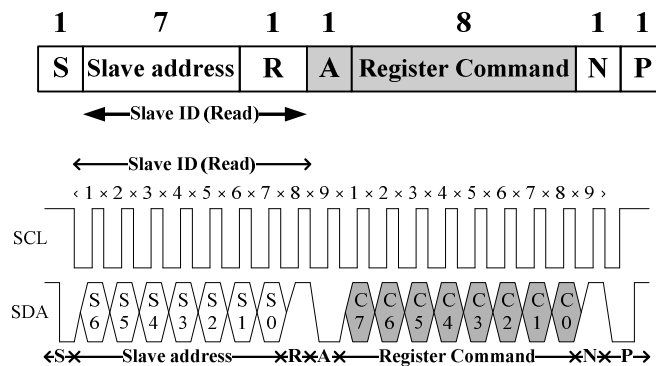 1 7 1 1 8 1 1
S Slave address R A Register Command N P
Slave ID (Read)
Slave ID (Read)
‹ 1 × 2 × 3 × 4 × 5 × 6 × 7 × 8 × 9 × 1 × 2 × 3 × 4 × 5 × 6 × 7 × 8 × 9 ›
SCL
SDA S6 S5 S4 S3 S2 S1 S0 C7 C6 C5 C4 C3 C2 C1 C0
S Slave address R A Register Command N P